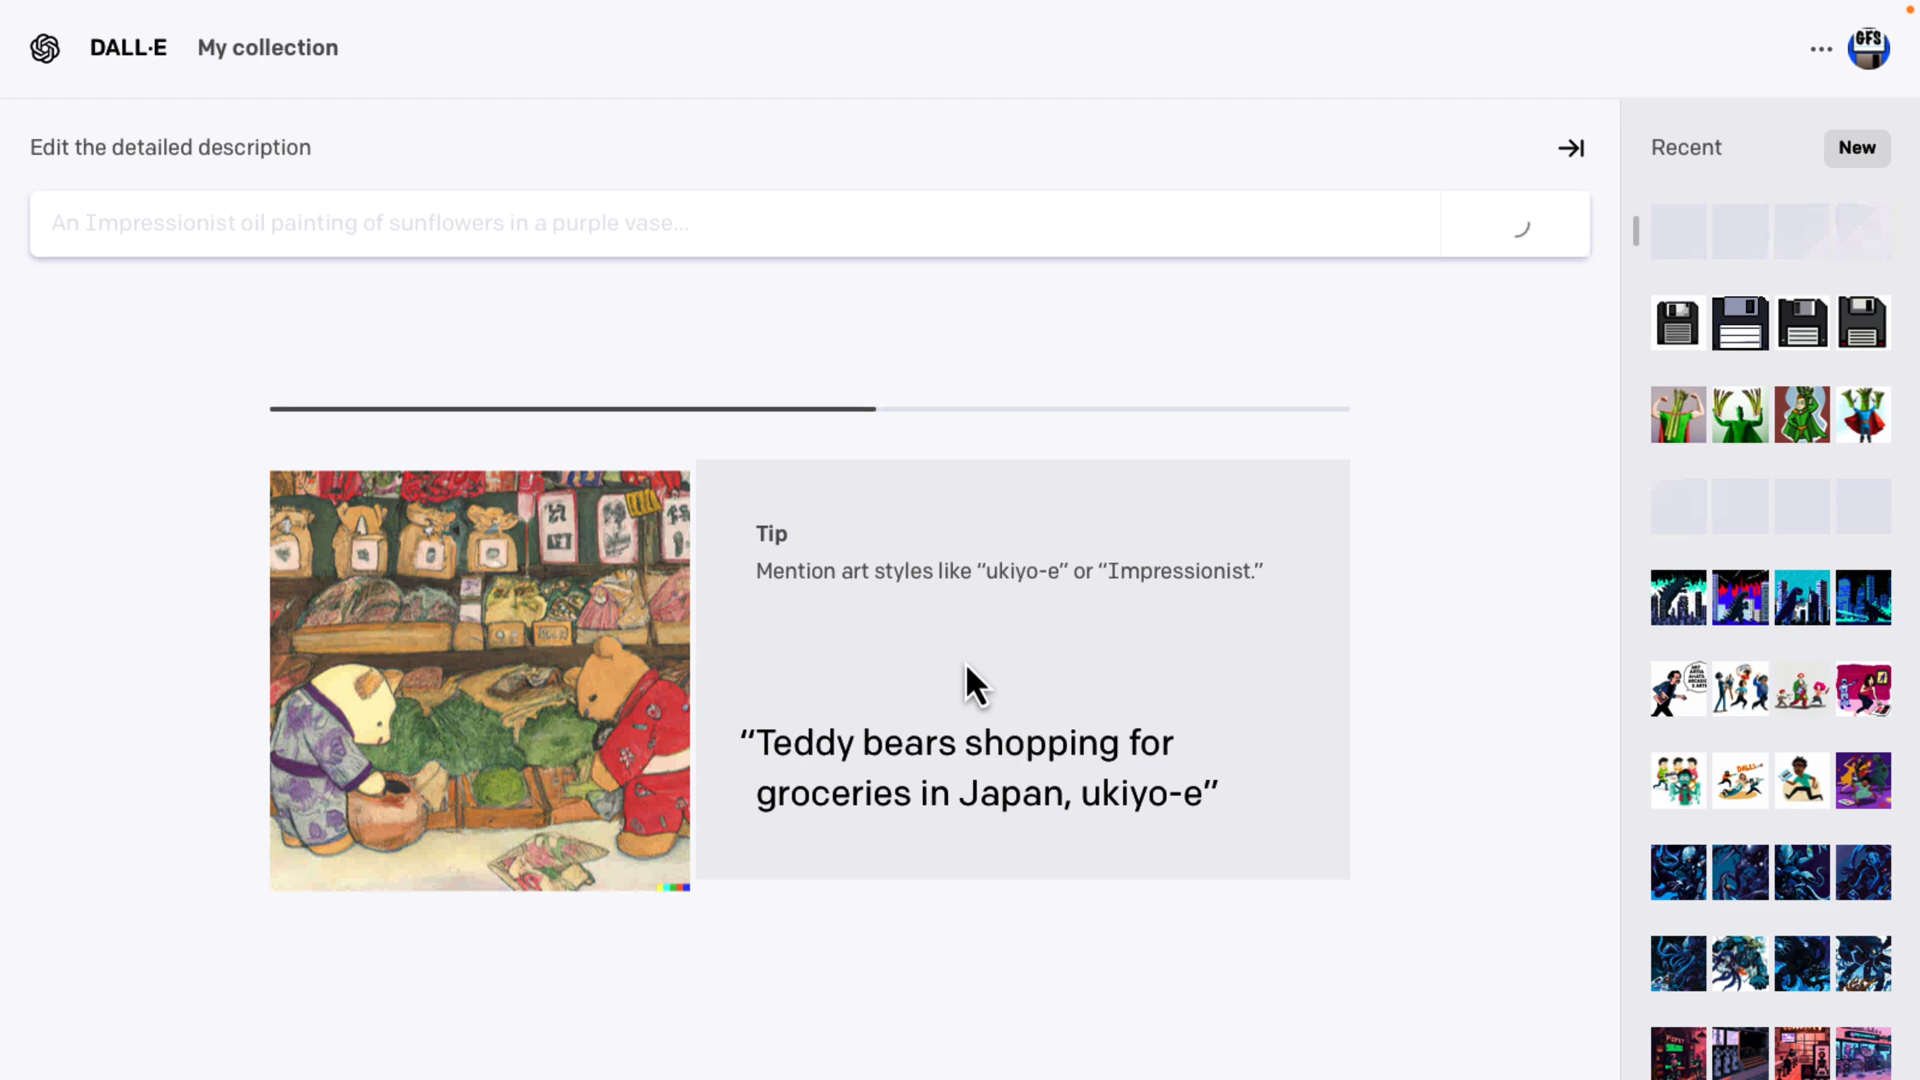 DALL·E My collection
GFS
Edit the detailed description
Recent
New
An Impressionist oil painting of sunflowers in a purple vase...
Tip
Mention art styles like “ukiyo-e” or “Impressionist.”
“Teddy bears shopping for
groceries in Japan, ukiyo-e”